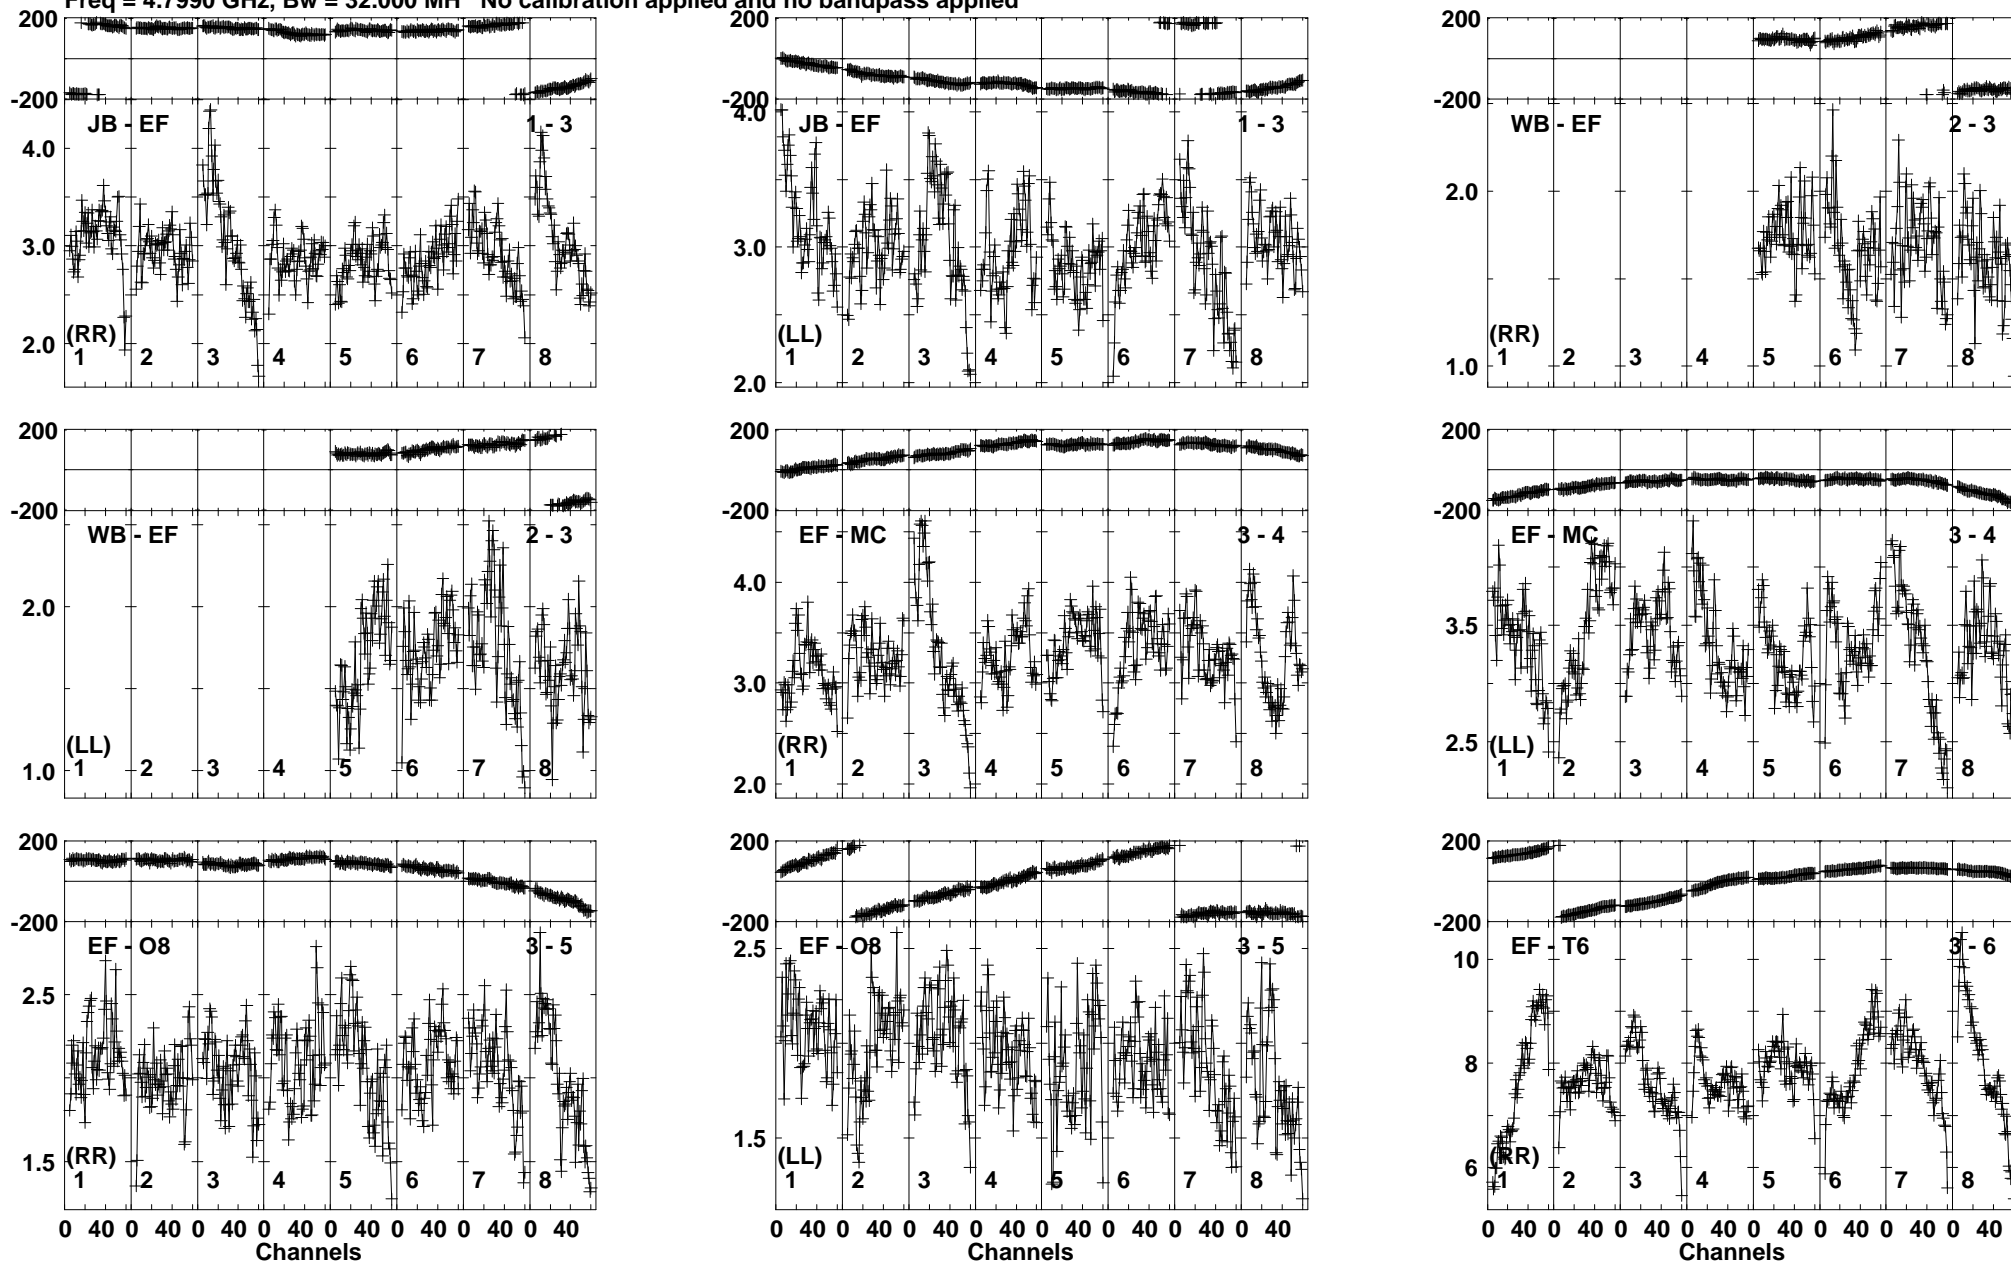 Freq = 4.7990 GHz, Bw = 32.000 MH No calibration applied and no bandpass applied
200
-200
JB - EF
1 - 3
4.0
3.0
2.0
(RR)
1 2 3 4 5 6 7 8
200
-200
JB - EF
1 - 3
4.0
3.0
2.0
(LL)
1 2 3 4 5 6 7 8
200
-200
WB - EF
2 - 3
2.0
1.0
(RR)
1 2 3 4 5 6 7 8
200
-200
WB - EF
2 - 3
2.0
1.0
(LL)
1 2 3 4 5 6 7 8
200
-200
EF - MC
3 - 4
4.0
3.0
2.0
(RR)
1 2 3 4 5 6 7 8
200
-200
EF - MC
3 - 4
3.5
2.5
(LL)
1 2 3 4 5 6 7 8
200
-200
EF - O8
3 - 5
2.5
1.5
(RR)
1 2 3 4 5 6 7 8
0 40 0 40 0 40 0 40 0 40 0 40 0 40 0 40
Channels
200
-200
EF - O8
3 - 5
2.5
1.5
(LL)
1 2 3 4 5 6 7 8
0 40 0 40 0 40 0 40 0 40 0 40 0 40 0 40
200
-200
EF - T6
3 - 6
10
8
6
(RR)
1 2 3 4 5 6 7 8
0 40 0 40 0 40 0 40 0 40 0 40 0 40 0 40
Channels